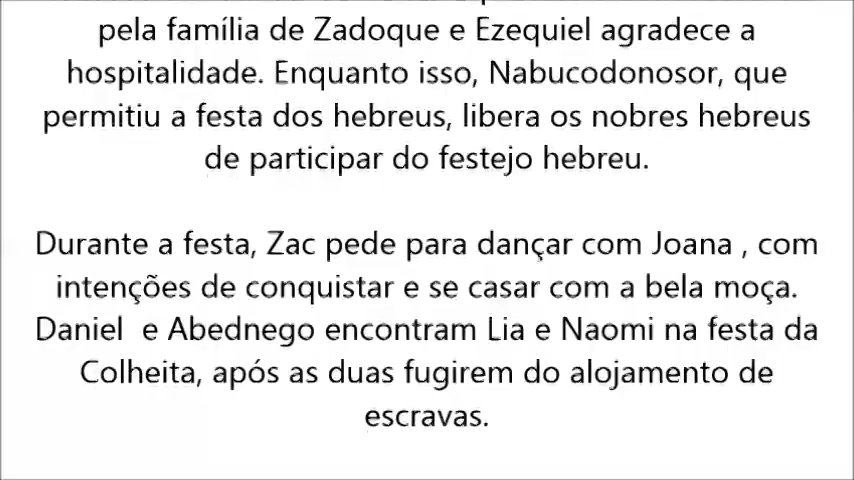 pela família de Zadoque e Ezequiel agradece a
hospitalidade. Enquanto isso, Nabucodonosor, que
permitiu a festa dos hebreus, libera os nobres hebreus
de participar do festejo hebreu.
Durante a festa, Zac pede para dançar com Joana , com
intenções de conquistar e se casar com a bela moça.
Daniel  e Abednego encontram Lia e Naomi na festa da
Colheita, após as duas fugirem do alojamento de
escravas.